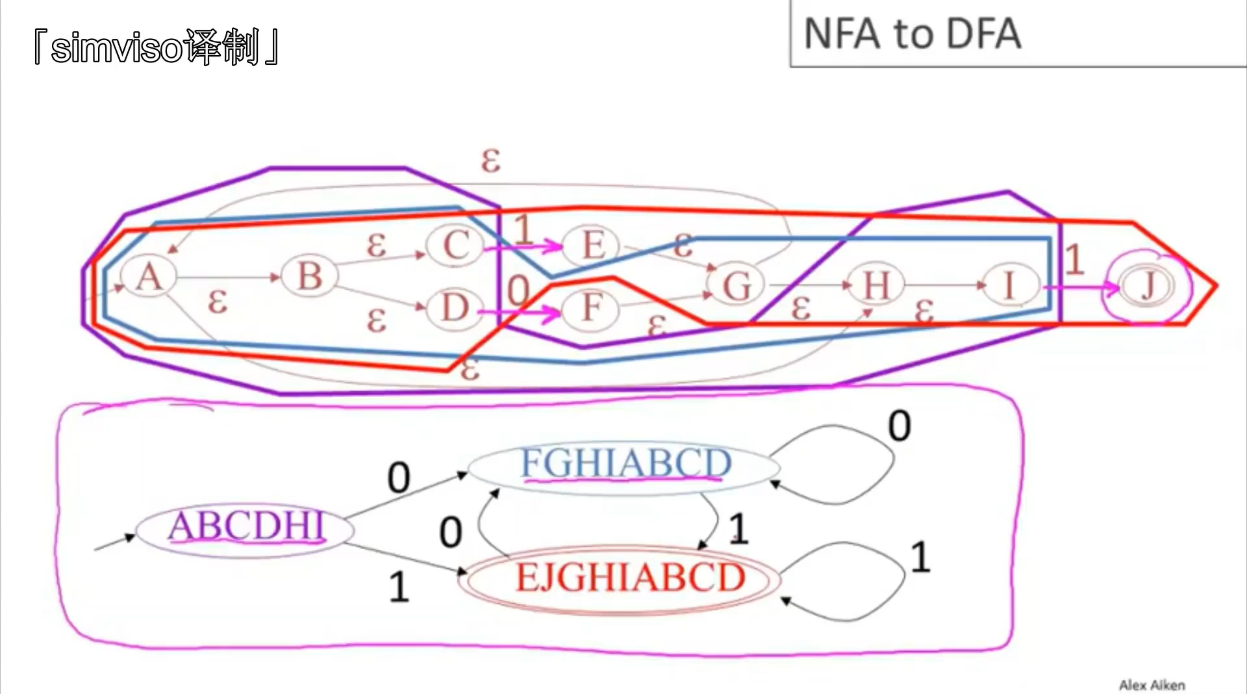 「simviso译制」
NFA to DFA
ε
ε C 1 E ε
A B G H I 1 J
ε D 0 F ε ε
ε ε
ε
FGHIABCD 0
0
ABCDHI 0 1
1 EJGHIABCD 1
Alex Aiken